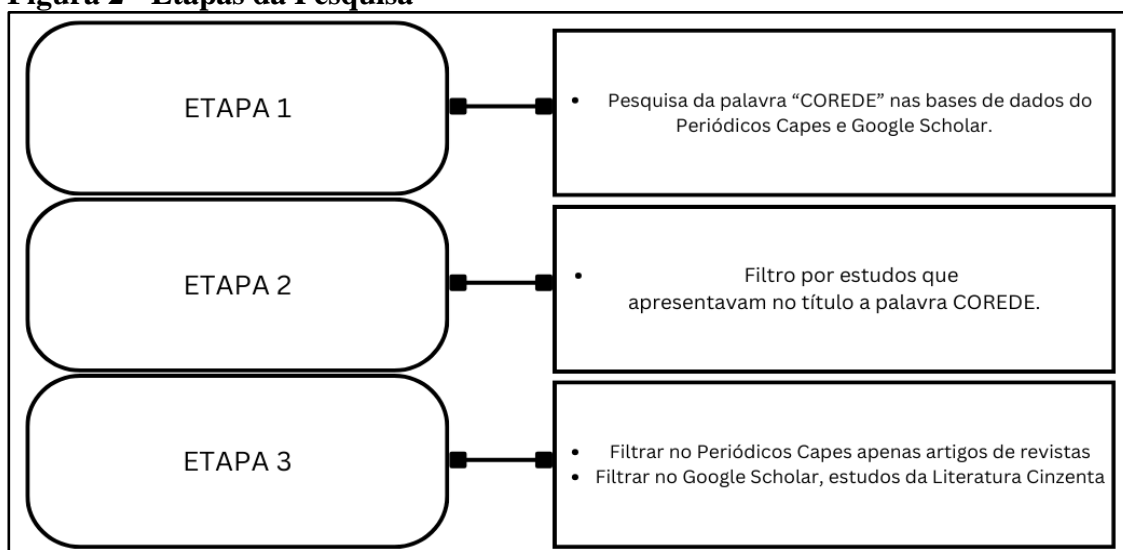 Figura 2 - Etapas da Pesquisa
ETAPA 1
• Pesquisa da palavra “COREDE” nas bases de dados do
Periódicos Capes e Google Scholar.
ETAPA 2
• Filtro por estudos que
apresentavam no título a palavra COREDE.
ETAPA 3
• Filtrar no Periódicos Capes apenas artigos de revistas
• Filtrar no Google Scholar, estudos da Literatura Cinzenta